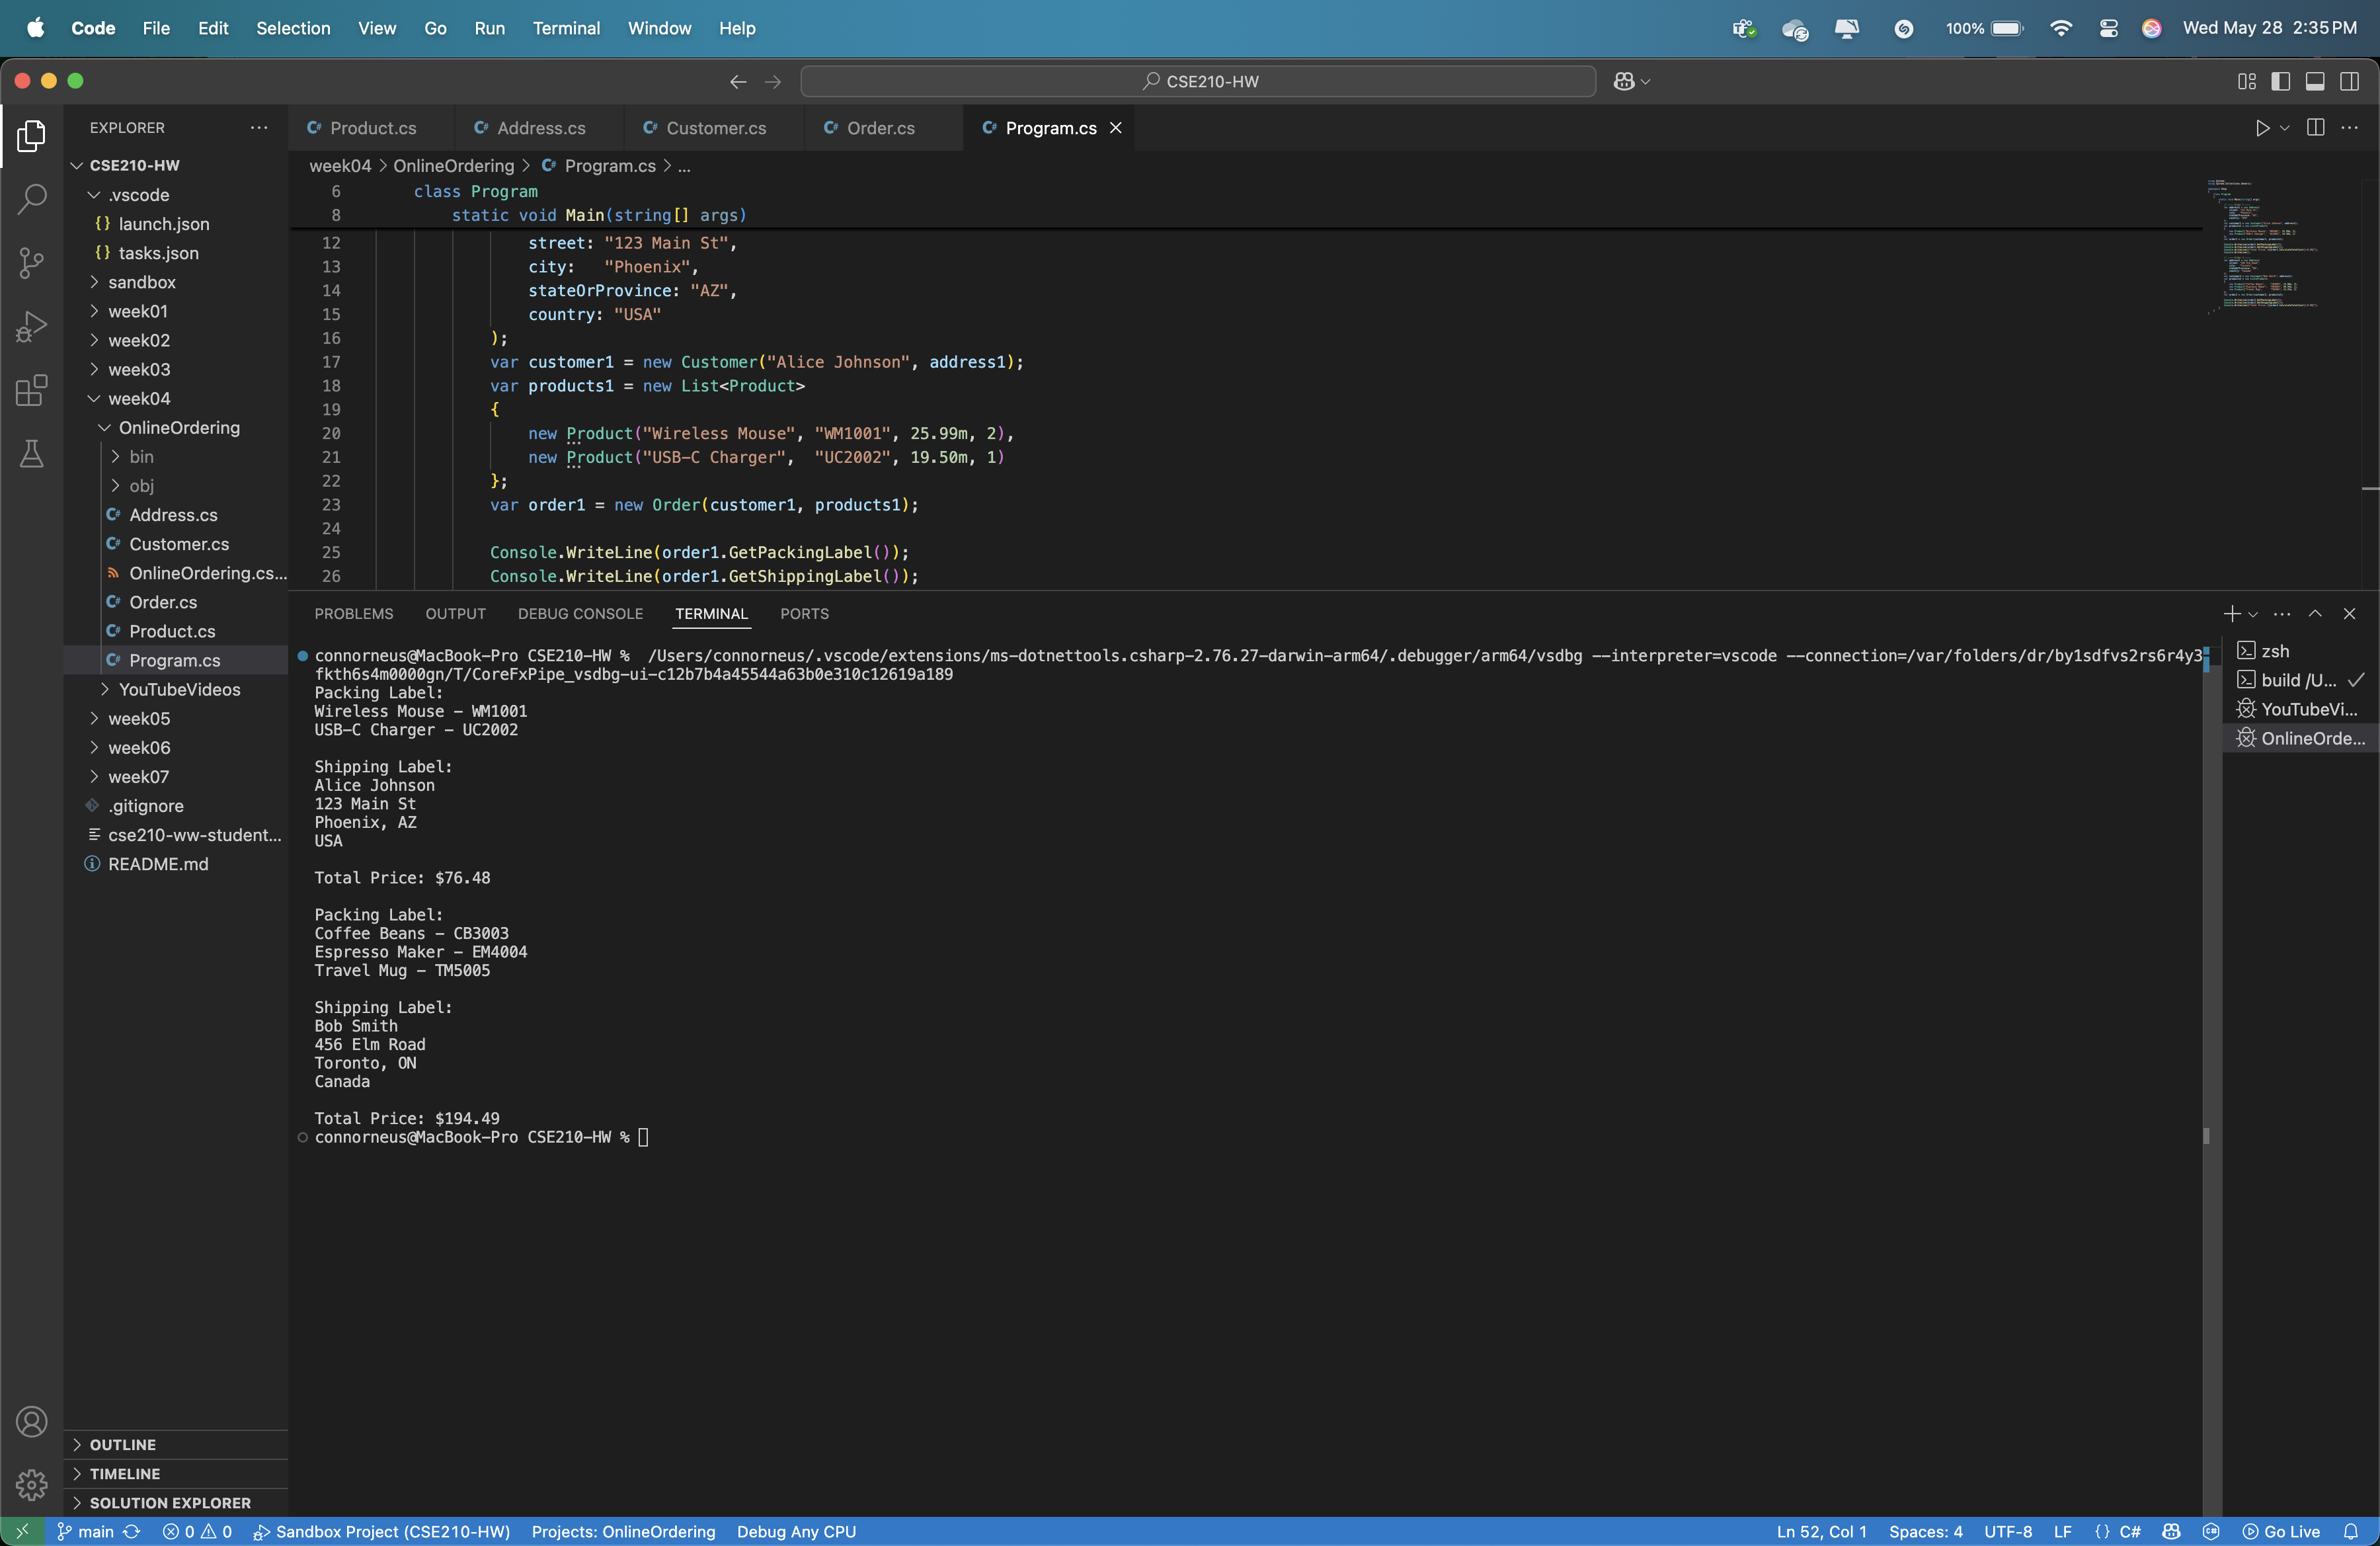 Code File Edit Selection View Go Run Terminal Window Help 100% Wed May 28 2:35 PM
CSE210-HW
EXPLORER
CSE210-HW
.vscode
{} launch.json
{} tasks.json
sandbox
week01
week02
week03
week04
OnlineOrdering
bin
obj
Address.cs
Customer.cs
OnlineOrdering.cs...
Order.cs
Product.cs
Program.cs
YouTubeVideos
week05
week06
week07
.gitignore
cse210-ww-student...
README.md
OUTLINE
TIMELINE
SOLUTION EXPLORER
Product.cs Address.cs Customer.cs Order.cs Program.cs
week04 > OnlineOrdering > Program.cs > ...
6 class Program
8 static void Main(string[] args)
12 street: "123 Main St",
13 city: "Phoenix",
14 stateOrProvince: "AZ",
15 country: "USA"
16 );
17 var customer1 = new Customer("Alice Johnson", address1);
18 var products1 = new List<Product>
19 {
20 new Product("Wireless Mouse", "WM1001", 25.99m, 2),
21 new Product("USB-C Charger", "UC2002", 19.50m, 1)
22 };
23 var order1 = new Order(customer1, products1);
24
25 Console.WriteLine(order1.GetPackingLabel());
26 Console.WriteLine(order1.GetShippingLabel());
PROBLEMS OUTPUT DEBUG CONSOLE TERMINAL PORTS
connorneus@MacBook-Pro CSE210-HW % /Users/connorneus/.vscode/extensions/ms-dotnettools.csharp-2.76.27-darwin-arm64/.debugger/arm64/vsdbg --interpreter=vscode --connection=/var/folders/dr/by1sdfvs2rs6r4y3
fkth6s4m0000gn/T/CoreFxPipe_vsdbg-ui-c12b7b4a45544a63b0e310c12619a189
Packing Label:
Wireless Mouse - WM1001
USB-C Charger - UC2002
Shipping Label:
Alice Johnson
123 Main St
Phoenix, AZ
USA
Total Price: $76.48
Packing Label:
Coffee Beans - CB3003
Espresso Maker - EM4004
Travel Mug - TM5005
Shipping Label:
Bob Smith
456 Elm Road
Toronto, ON
Canada
Total Price: $194.49
connorneus@MacBook-Pro CSE210-HW %
zsh
build /U...
YouTubeVi...
OnlineOrde...
main 0 0 Sandbox Project (CSE210-HW) Projects: OnlineOrdering Debug Any CPU Ln 52, Col 1 Spaces: 4 UTF-8 LF {} C# Go Live